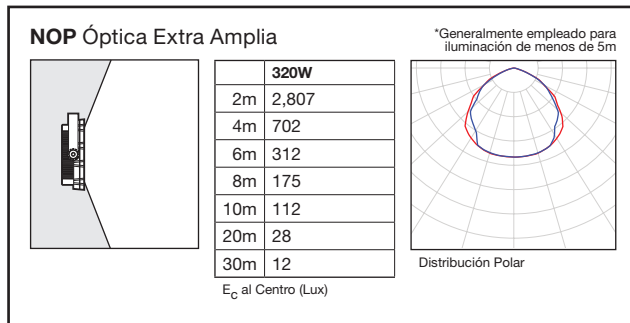 NOP Óptica Extra Amplia
*Generalmente empleado para
iluminación de menos de 5m
320W
2m 2,807
4m 702
6m 312
8m 175
10m 112
20m 28
30m 12
EC al Centro (Lux)
Distribución Polar